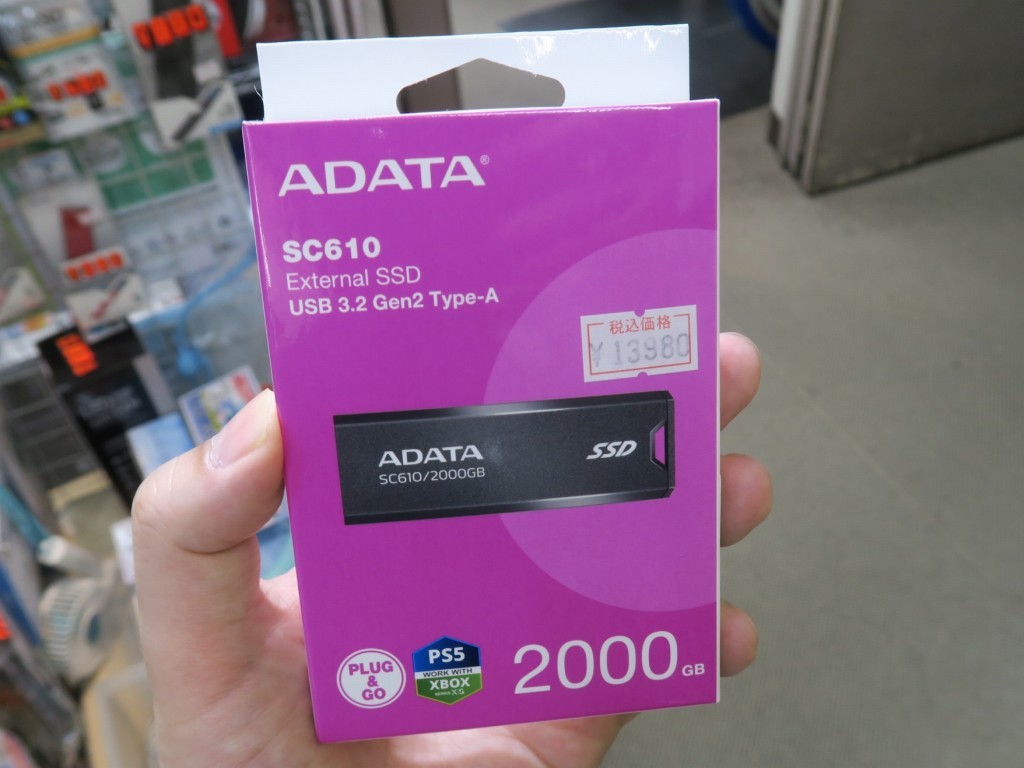 ADATA®
SC610
External SSD
USB 3.2 Gen2 Type-A
税込価格
¥13980
ADATA
SC610/2000GB
SSD
PLUG
&
GO
PS5
WORK WITH
XBOX
SERIES X/S
2000GB